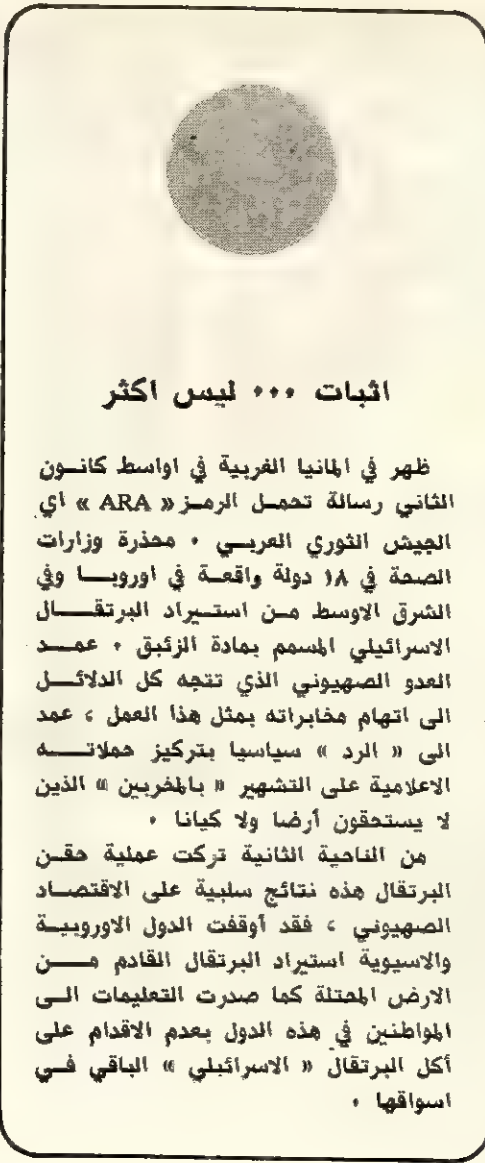 اثبات ... ليس اكثر
ظهر في المانيا الغربية في اواسط كانون
الثاني رسالة تحمل الرمز « ARA » اي
الجيش الثوري العربي . محذرة وزارات
الصحة في ١٨ دولة واقعة في اوروبا وفي
الشرق الاوسط من استيراد البرتقال
الاسرائيلي المسمم بمادة الزئبق . عمد
العدو الصهيوني الذي تتجه كل الدلائل
الى اتهام مخابراته بمثل هذا العمل ، عمد
الى « الرد » سياسيا بتركيز حملاته
الاعلامية على التشهير « بالمخربين » الذين
لا يستحقون أرضا ولا كيانا .
من الناحية الثانية تركت عملية حقن
البرتقال هذه نتائج سلبية على الاقتصاد
الصهيوني ، فقد أوقفت الدول الاوروبية
والاسيوية استيراد البرتقال القادم من
الارض المحتلة كما صدرت التعليمات الى
المواطنين في هذه الدول بعدم الاقدام على
أكل البرتقال « الاسرائيلي » الباقي في
اسواقها .